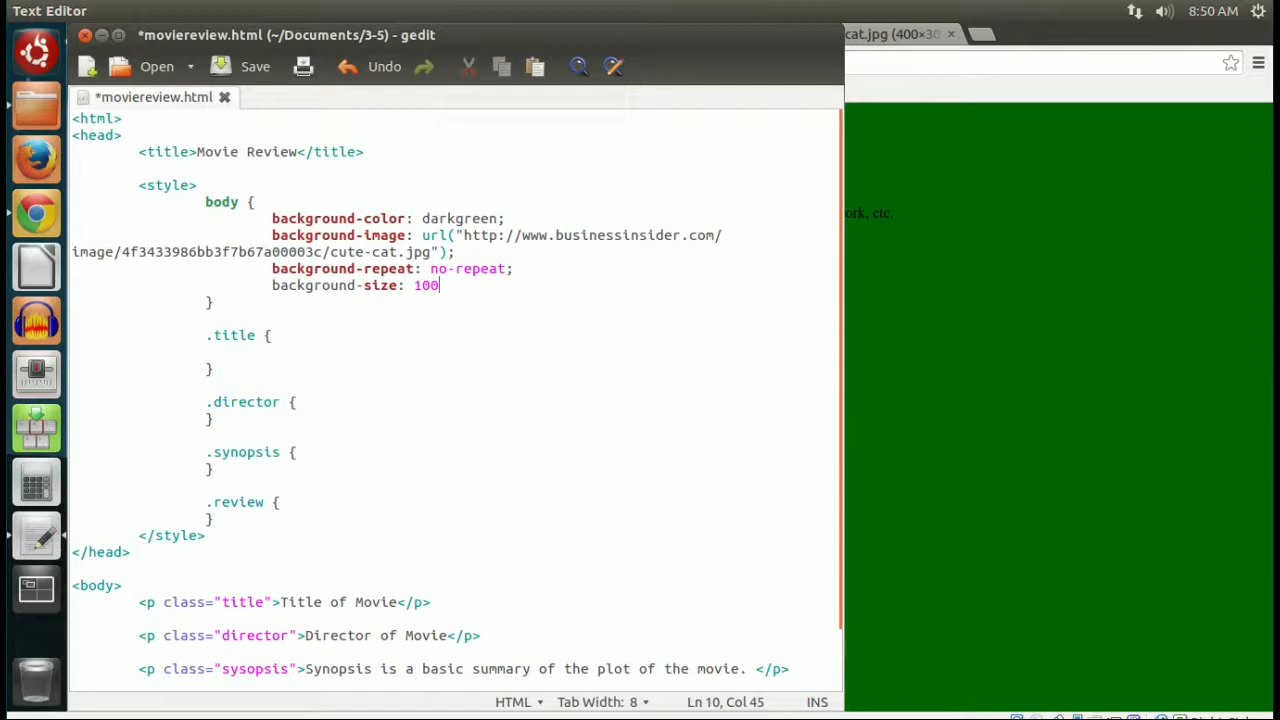 Text Editor
8:50 AM
*moviereview.html (~/Documents/3-5) - gedit
cat.jpg (400×30
Open
Save
Undo
*moviereview.html
<html>
<head>
<title>Movie Review</title>
<style>
body {
background-color: darkgreen;
background-image: url("http://www.businessinsider.com/
image/4f3433986bb3f7b67a00003c/cute-cat.jpg");
background-repeat: no-repeat;
background-size: 100
}
.title {
}
.director {
}
.synopsis {
}
.review {
}
</style>
</head>
<body>
<p class="title">Title of Movie</p>
<p class="director">Director of Movie</p>
<p class="sysopsis">Synopsis is a basic summary of the plot of the movie. </p>
ork, etc.
HTML
Tab Width: 8
Ln 10, Col 45
INS